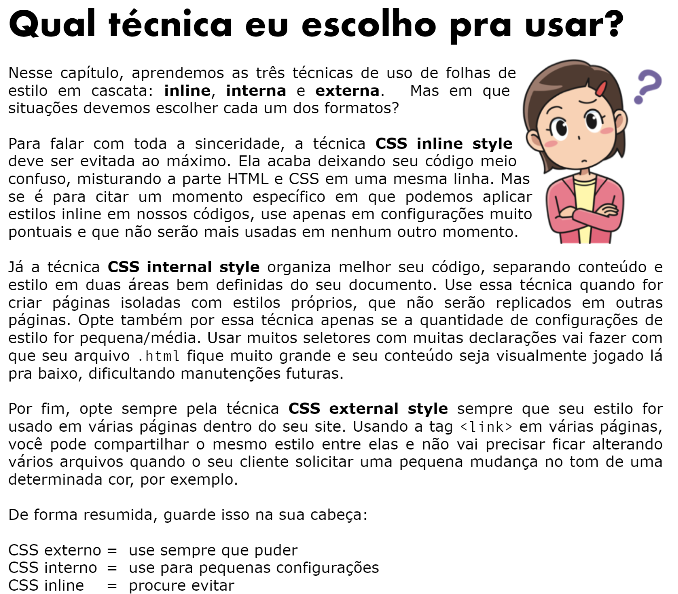 Qual técnica eu escolho pra usar?
Nesse capítulo, aprendemos as três técnicas de uso de folhas de
estilo em cascata: inline, interna e externa. Mas em que
situações devemos escolher cada um dos formatos?
?
Para falar com toda a sinceridade, a técnica CSS inline style
deve ser evitada ao máximo. Ela acaba deixando seu código meio
confuso, misturando a parte HTML e CSS em uma mesma linha. Mas
se é para citar um momento específico em que podemos aplicar
estilos inline em nossos códigos, use apenas em configurações muito
pontuais e que não serão mais usadas em nenhum outro momento.
Já a técnica CSS internal style organiza melhor seu código, separando conteúdo e
estilo em duas áreas bem definidas do seu documento. Use essa técnica quando for
criar páginas isoladas com estilos próprios, que não serão replicados em outras
páginas. Opte também por essa técnica apenas se a quantidade de configurações de
estilo for pequena/média. Usar muitos seletores com muitas declarações vai fazer com
que seu arquivo .html fique muito grande e seu conteúdo seja visualmente jogado lá
pra baixo, dificultando manutenções futuras.
Por fim, opte sempre pela técnica CSS external style sempre que seu estilo for
usado em várias páginas dentro do seu site. Usando a tag <link> em várias páginas,
você pode compartilhar o mesmo estilo entre elas e não vai precisar ficar alterando
vários arquivos quando o seu cliente solicitar uma pequena mudança no tom de uma
determinada cor, por exemplo.
De forma resumida, guarde isso na sua cabeça:
CSS externo = use sempre que puder
CSS interno = use para pequenas configurações
CSS inline = procure evitar